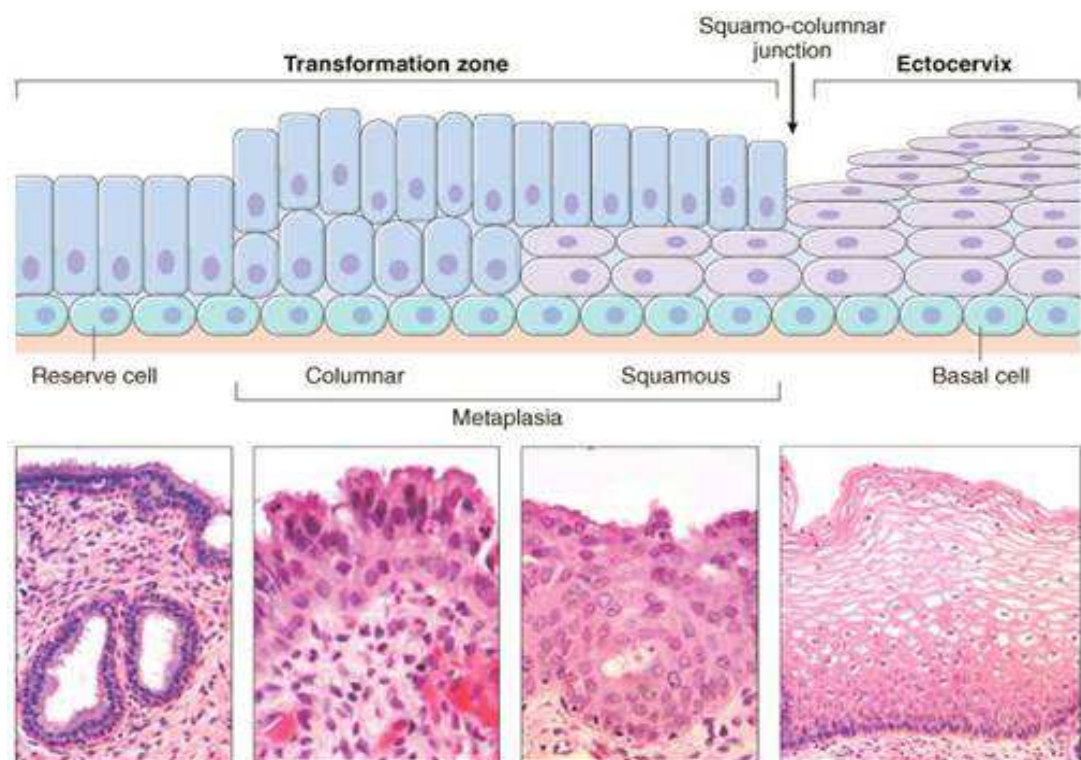 Squamo-columnar
junction
Transformation zone
Ectocervix
Reserve cell
Columnar
Squamous
Basal cell
Metaplasia